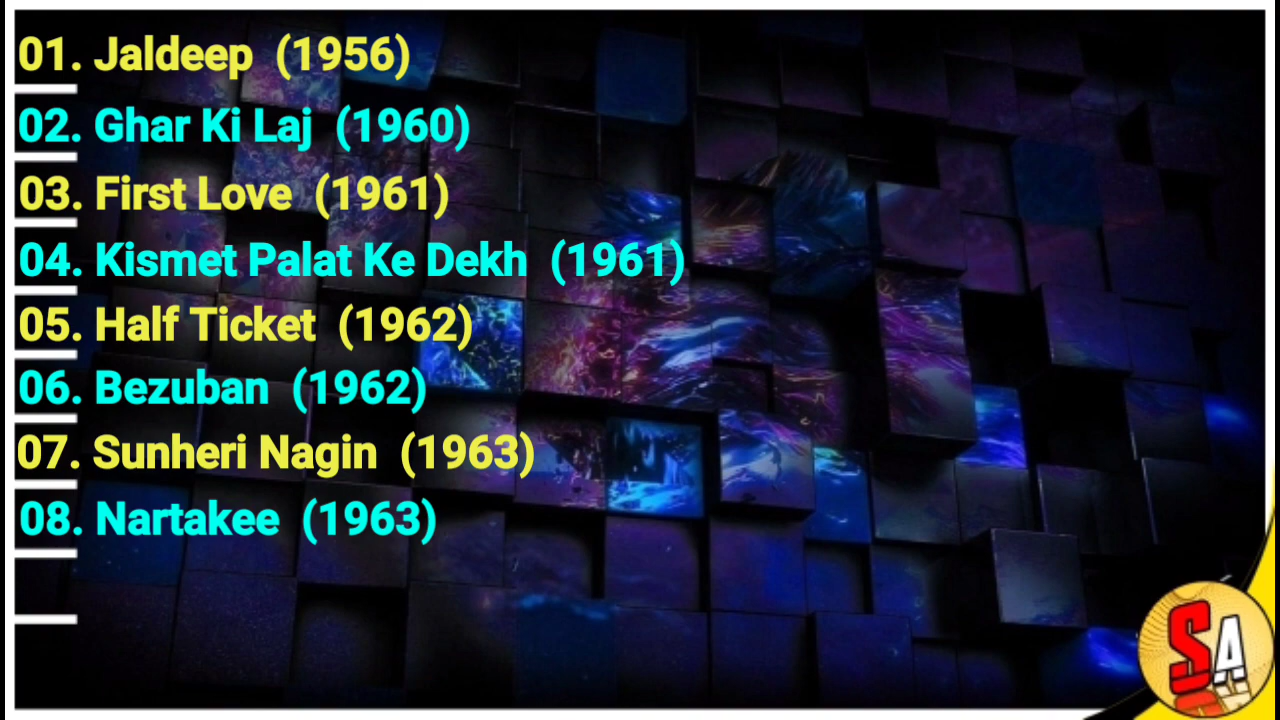 01. Jaldeep (1956)
02. Ghar Ki Laj (1960)
03. First Love (1961)
04. Kismet Palat Ke Dekh (1961)
05. Half Ticket (1962)
06. Bezuban (1962)
07. Sunheri Nagin (1963)
08. Nartakee (1963)
SA